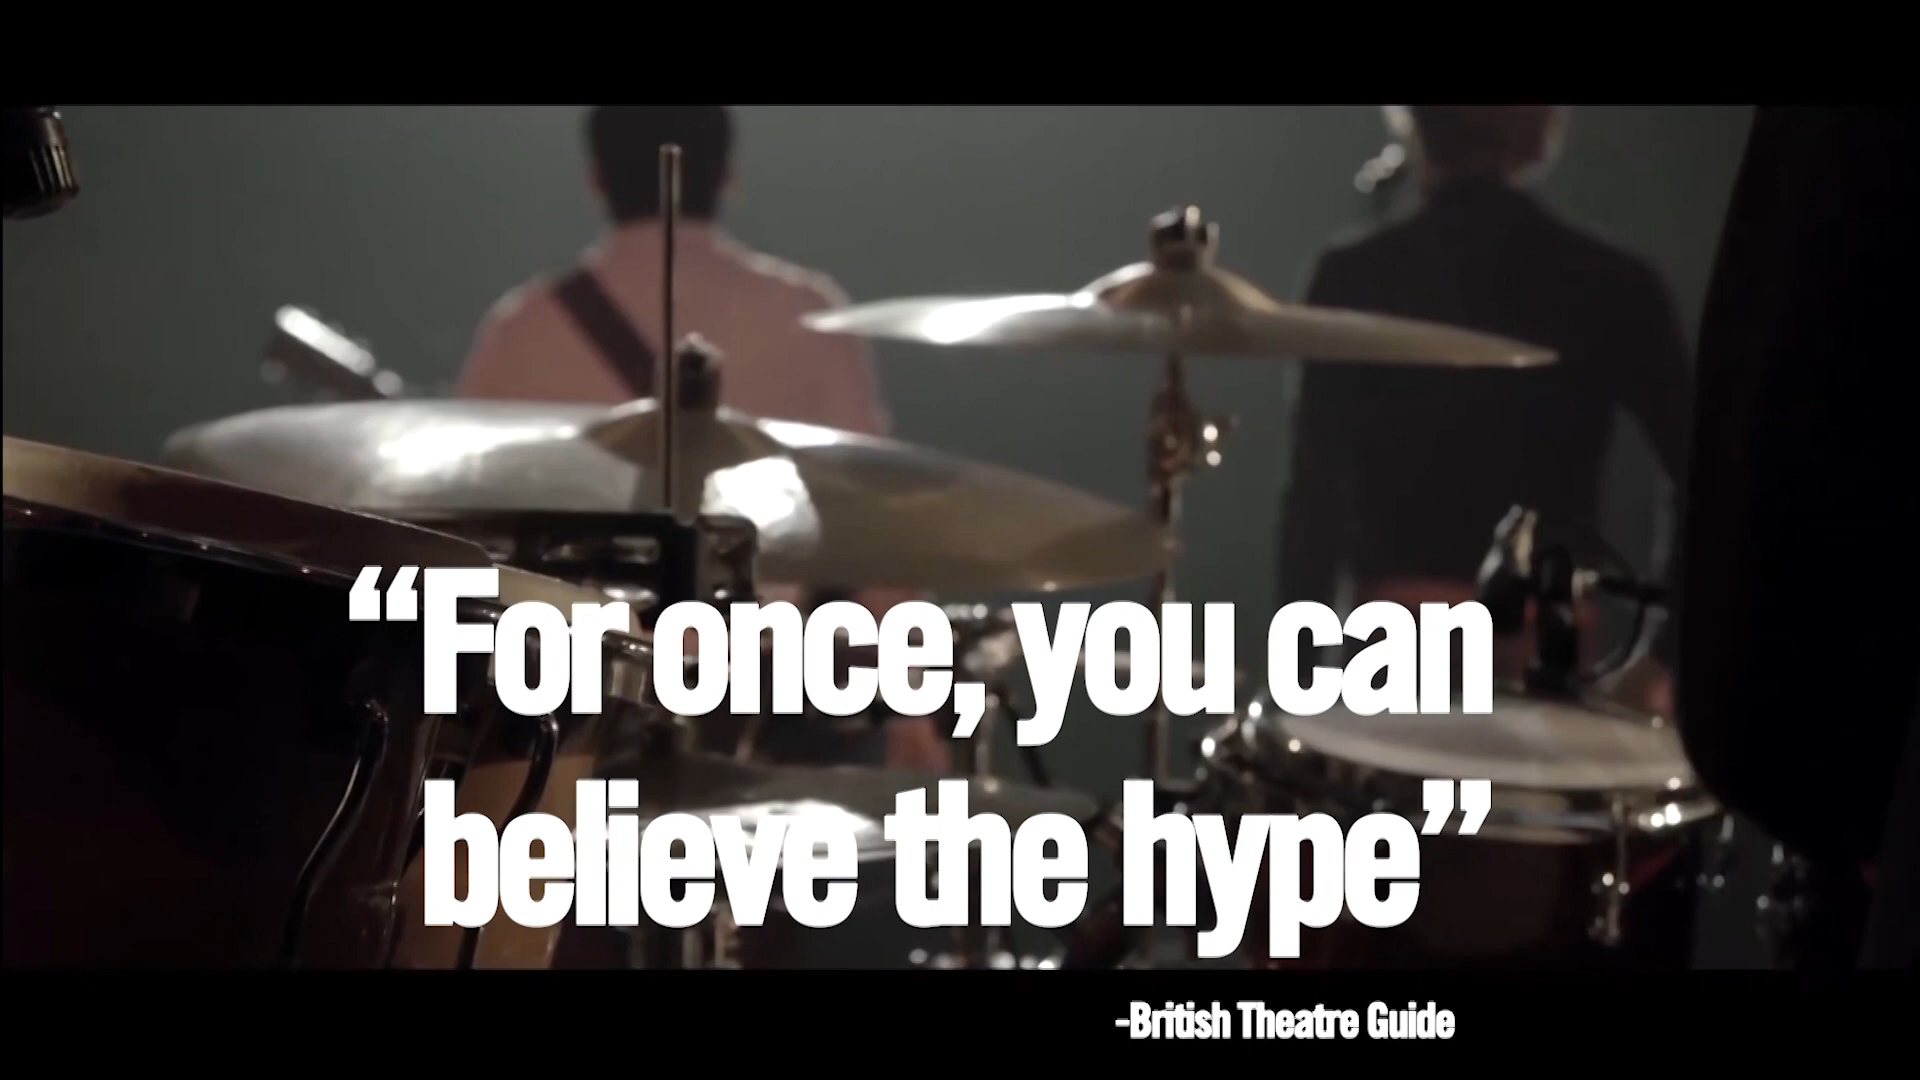 “For once, you can
believe the hype”
-British Theatre Guide